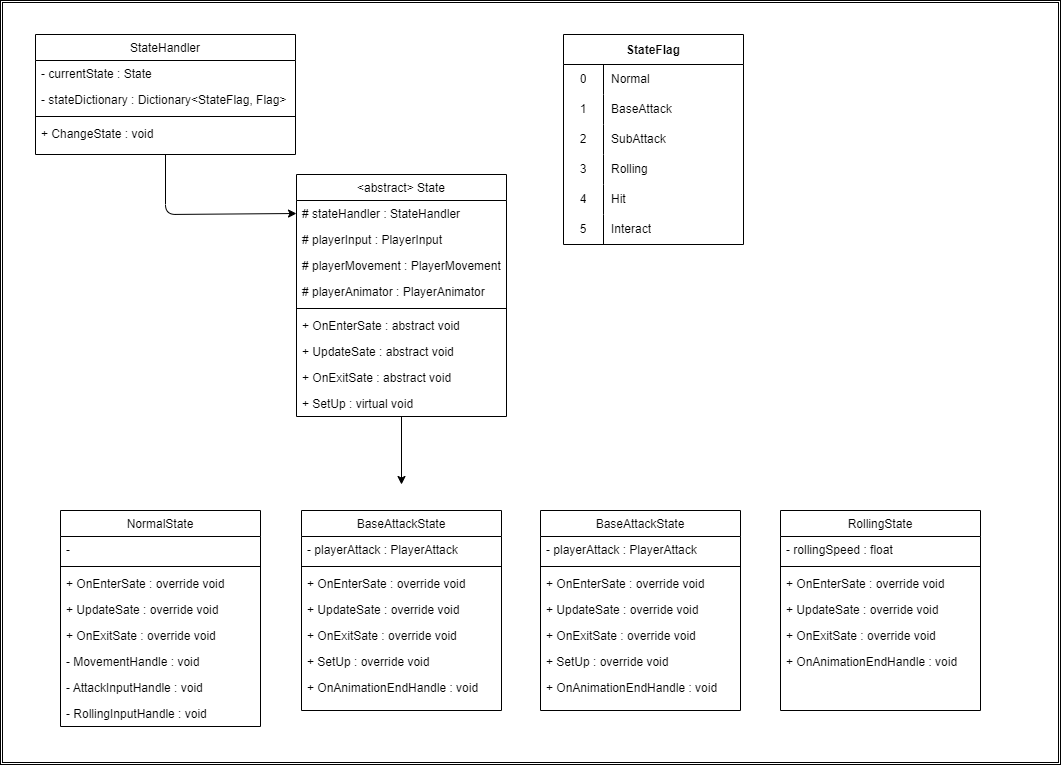 StateHandler
- currentState : State
- stateDictionary : Dictionary<StateFlag, Flag>
+ ChangeState : void
StateFlag
0 Normal
1 BaseAttack
2 SubAttack
3 Rolling
4 Hit
5 Interact
<abstract> State
# stateHandler : StateHandler
# playerInput : PlayerInput
# playerMovement : PlayerMovement
# playerAnimator : PlayerAnimator
+ OnEnterSate : abstract void
+ UpdateSate : abstract void
+ OnExitSate : abstract void
+ SetUp : virtual void
NormalState
-
+ OnEnterSate : override void
+ UpdateSate : override void
+ OnExitSate : override void
- MovementHandle : void
- AttackInputHandle : void
- RollingInputHandle : void
BaseAttackState
- playerAttack : PlayerAttack
+ OnEnterSate : override void
+ UpdateSate : override void
+ OnExitSate : override void
+ SetUp : override void
+ OnAnimationEndHandle : void
BaseAttackState
- playerAttack : PlayerAttack
+ OnEnterSate : override void
+ UpdateSate : override void
+ OnExitSate : override void
+ SetUp : override void
+ OnAnimationEndHandle : void
RollingState
- rollingSpeed : float
+ OnEnterSate : override void
+ UpdateSate : override void
+ OnExitSate : override void
+ OnAnimationEndHandle : void